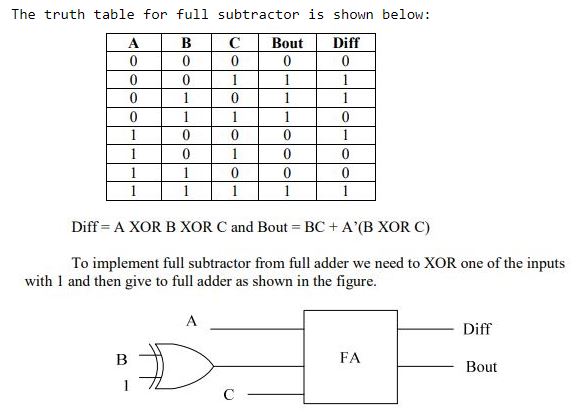 The truth table for full subtractor is shown below:
A B C Bout Diff
0 0 0 0 0
0 0 1 1 1
0 1 0 1 1
0 1 1 1 0
1 0 0 0 1
1 0 1 0 0
1 1 0 0 0
1 1 1 1 1
Diff = A XOR B XOR C and Bout = BC + A’(B XOR C)
To implement full subtractor from full adder we need to XOR one of the inputs
with 1 and then give to full adder as shown in the figure.
A
Diff
B
FA
Bout
1
C